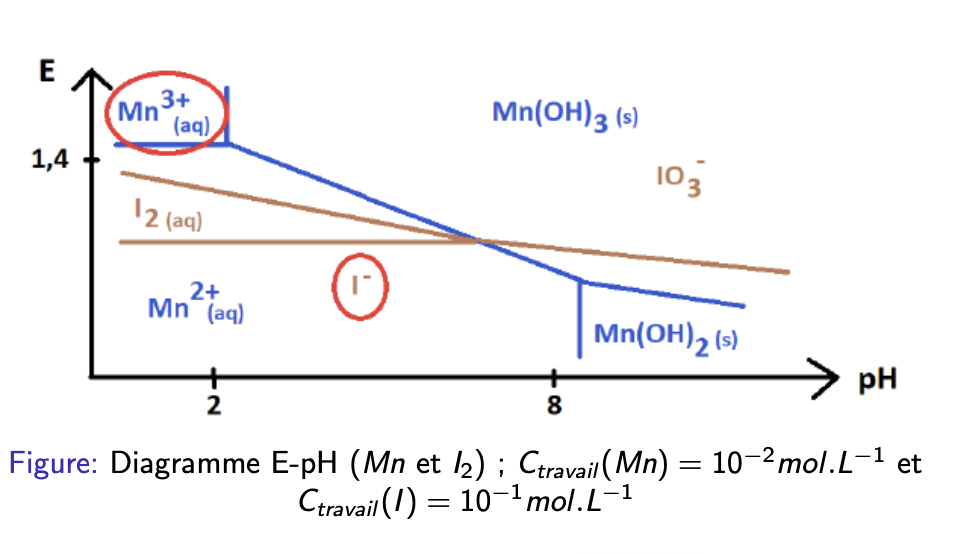 E
Mn3+(aq)
Mn(OH)3 (s)
1,4
IO3-
I2 (aq)
I-
Mn2+(aq)
Mn(OH)2 (s)
pH
2
8
Figure: Diagramme E-pH (Mn et I2) ; Ctravail(Mn) = 10−2mol.L−1 et
Ctravail(I) = 10−1mol.L−1